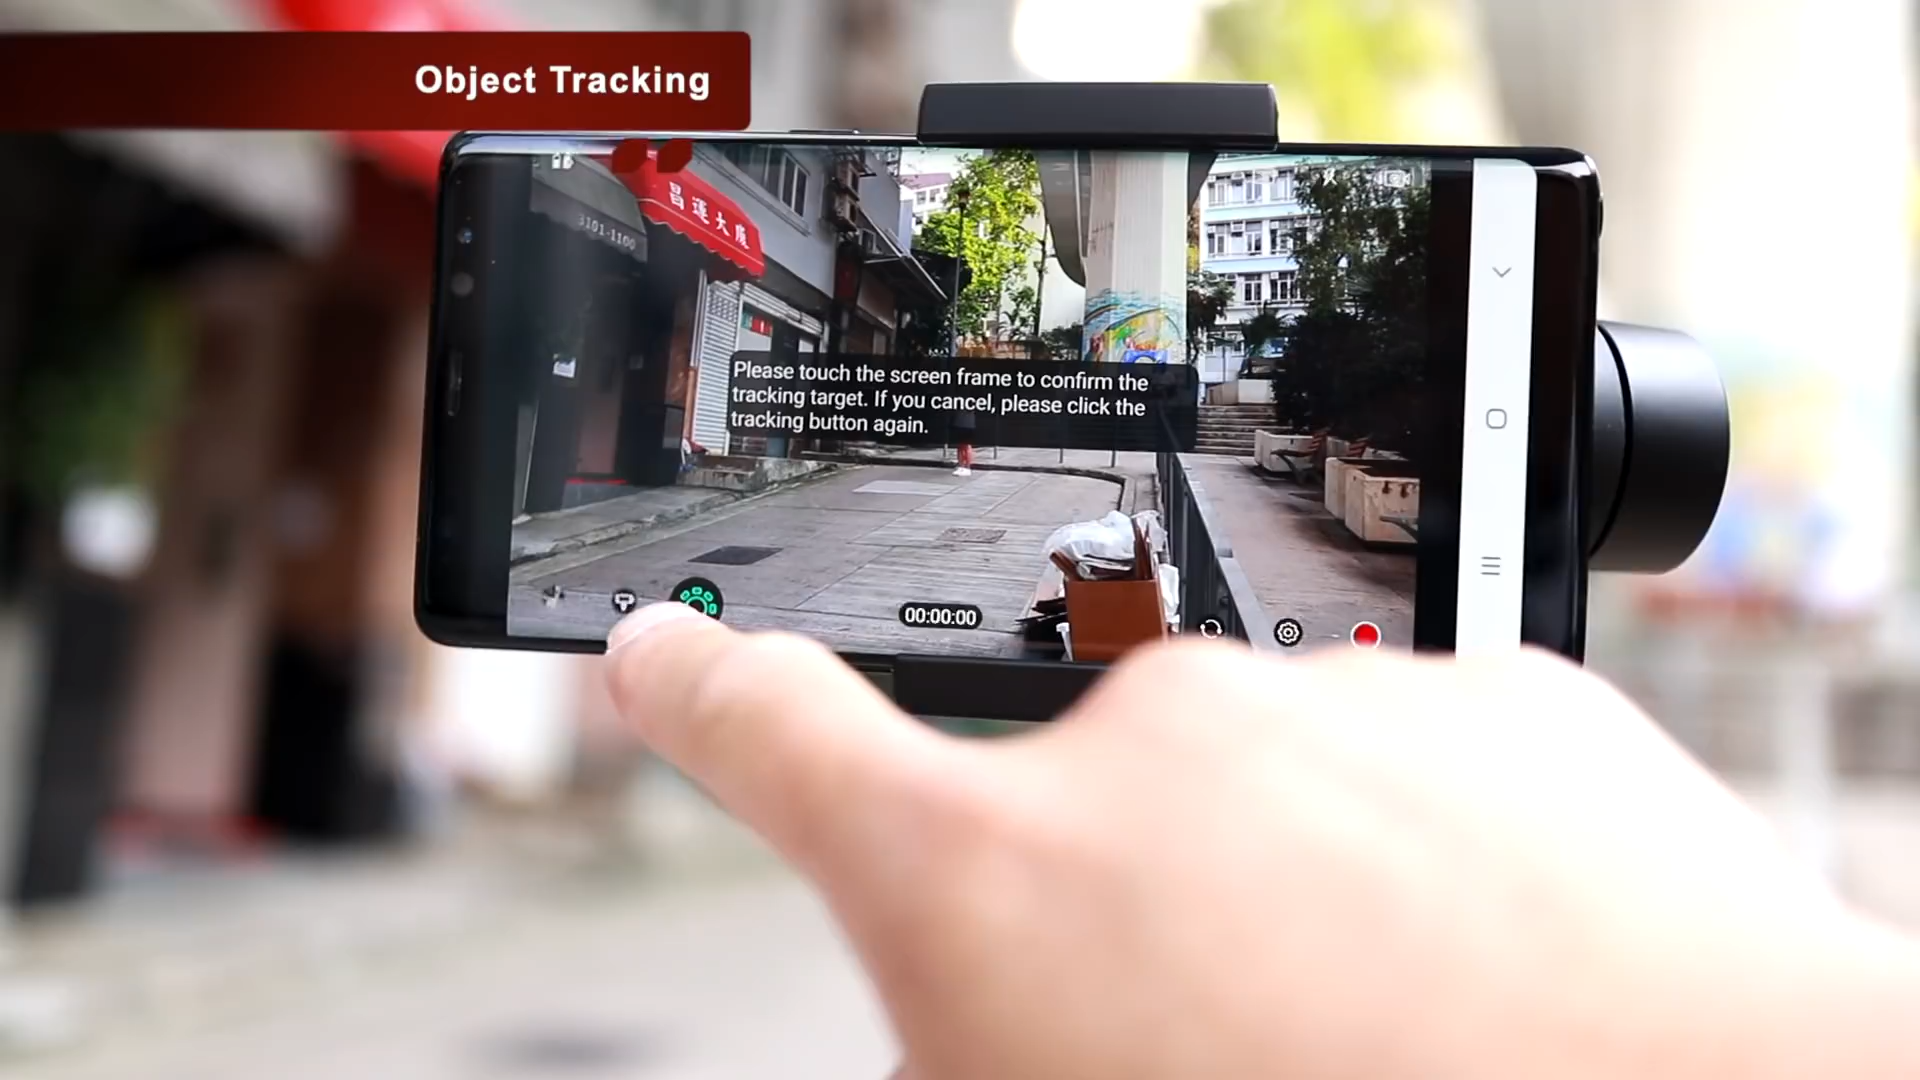 Object Tracking
昌運大廈
3101-1100
Please touch the screen frame to confirm the
tracking target. If you cancel, please click the
tracking button again.
00:00:00